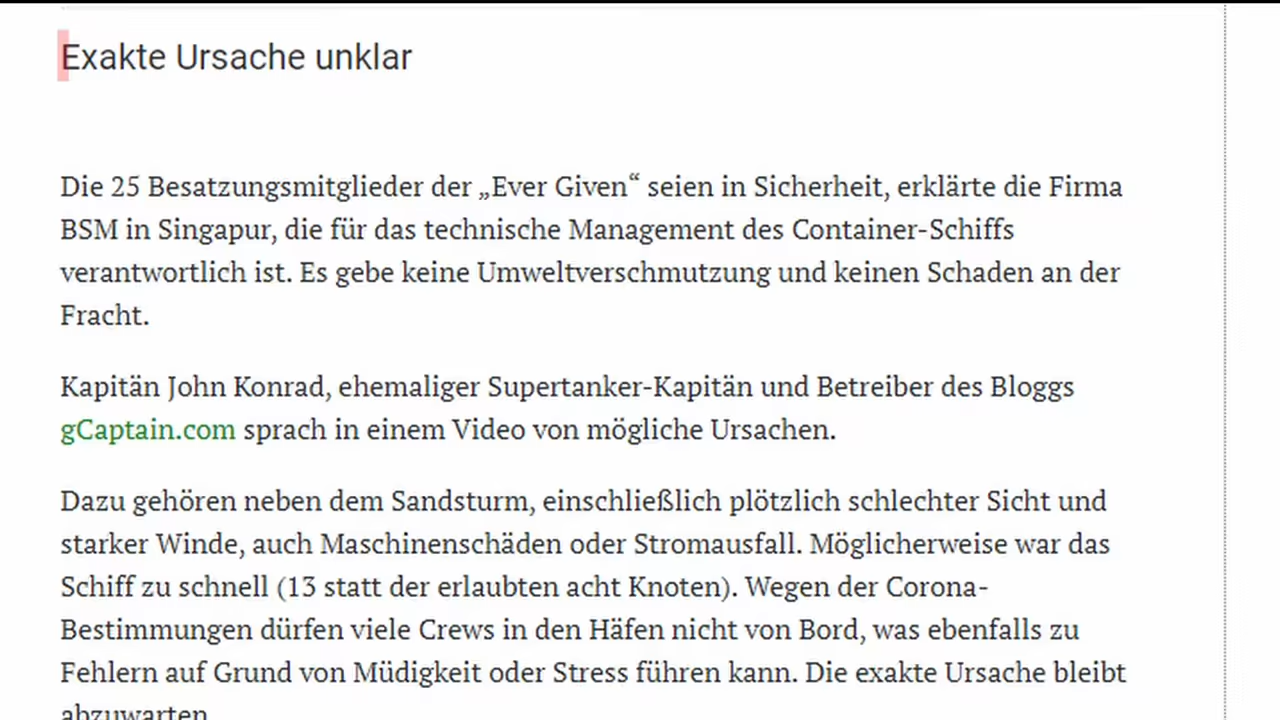 Exakte Ursache unklar
Die 25 Besatzungsmitglieder der „Ever Given“ seien in Sicherheit, erklärte die Firma
BSM in Singapur, die für das technische Management des Container-Schiffs
verantwortlich ist. Es gebe keine Umweltverschmutzung und keinen Schaden an der
Fracht.
Kapitän John Konrad, ehemaliger Supertanker-Kapitän und Betreiber des Bloggs
gCaptain.com sprach in einem Video von mögliche Ursachen.
Dazu gehören neben dem Sandsturm, einschließlich plötzlich schlechter Sicht und
starker Winde, auch Maschinenschäden oder Stromausfall. Möglicherweise war das
Schiff zu schnell (13 statt der erlaubten acht Knoten). Wegen der Corona-
Bestimmungen dürfen viele Crews in den Häfen nicht von Bord, was ebenfalls zu
Fehlern auf Grund von Müdigkeit oder Stress führen kann. Die exakte Ursache bleibt
abzuwarten